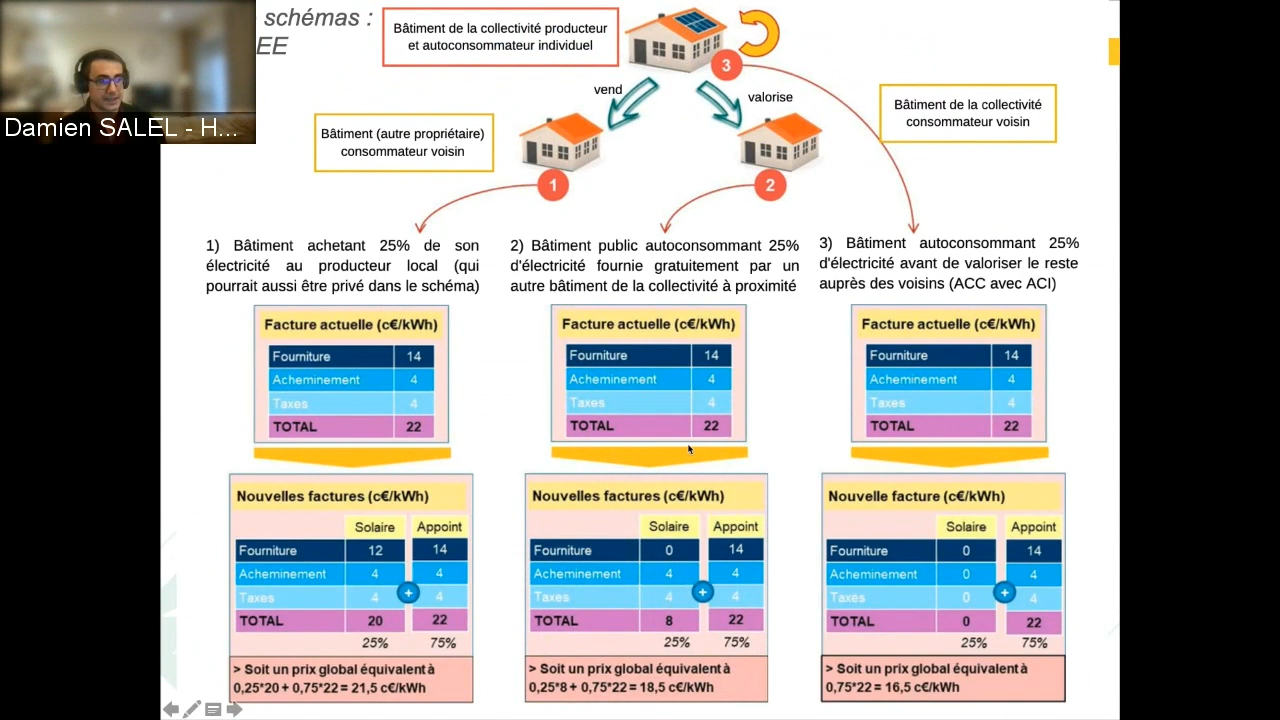 schémas :
EE
Damien SALEL - H...
Bâtiment de la collectivité producteur
et autoconsommateur individuel
3
vend
valorise
Bâtiment de la collectivité
consommateur voisin
Bâtiment (autre propriétaire)
consommateur voisin
1
2
1) Bâtiment achetant 25% de son
électricité au producteur local (qui
pourrait aussi être privé dans le schéma)
2) Bâtiment public autoconsommant 25%
d'électricité fournie gratuitement par un
autre bâtiment de la collectivité à proximité
3) Bâtiment autoconsommant 25%
d'électricité avant de valoriser le reste
auprès des voisins (ACC avec ACI)
Facture actuelle (c€/kWh)
Fourniture 14
Acheminement 4
Taxes 4
TOTAL 22
Facture actuelle (c€/kWh)
Fourniture 14
Acheminement 4
Taxes 4
TOTAL 22
Facture actuelle (c€/kWh)
Fourniture 14
Acheminement 4
Taxes 4
TOTAL 22
Nouvelles factures (c€/kWh)
Solaire Appoint
Fourniture 12 14
Acheminement 4 4
Taxes 4 + 4
TOTAL 20 22
25% 75%
> Soit un prix global équivalent à
0,25*20 + 0,75*22 = 21,5 c€/kWh
Nouvelles factures (c€/kWh)
Solaire Appoint
Fourniture 0 14
Acheminement 4 4
Taxes 4 + 4
TOTAL 8 22
25% 75%
> Soit un prix global équivalent à
0,25*8 + 0,75*22 = 18,5 c€/kWh
Nouvelle facture (c€/kWh)
Solaire Appoint
Fourniture 0 14
Acheminement 0 4
Taxes 0 + 4
TOTAL 0 22
25% 75%
> Soit un prix global équivalent à
0,75*22 = 16,5 c€/kWh